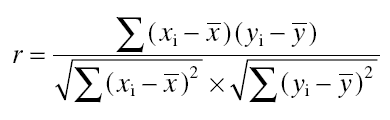 r = ∑(xᵢ − x̅)(yᵢ − y̅) / √∑(xᵢ − x̅)² × √∑(yᵢ − y̅)²